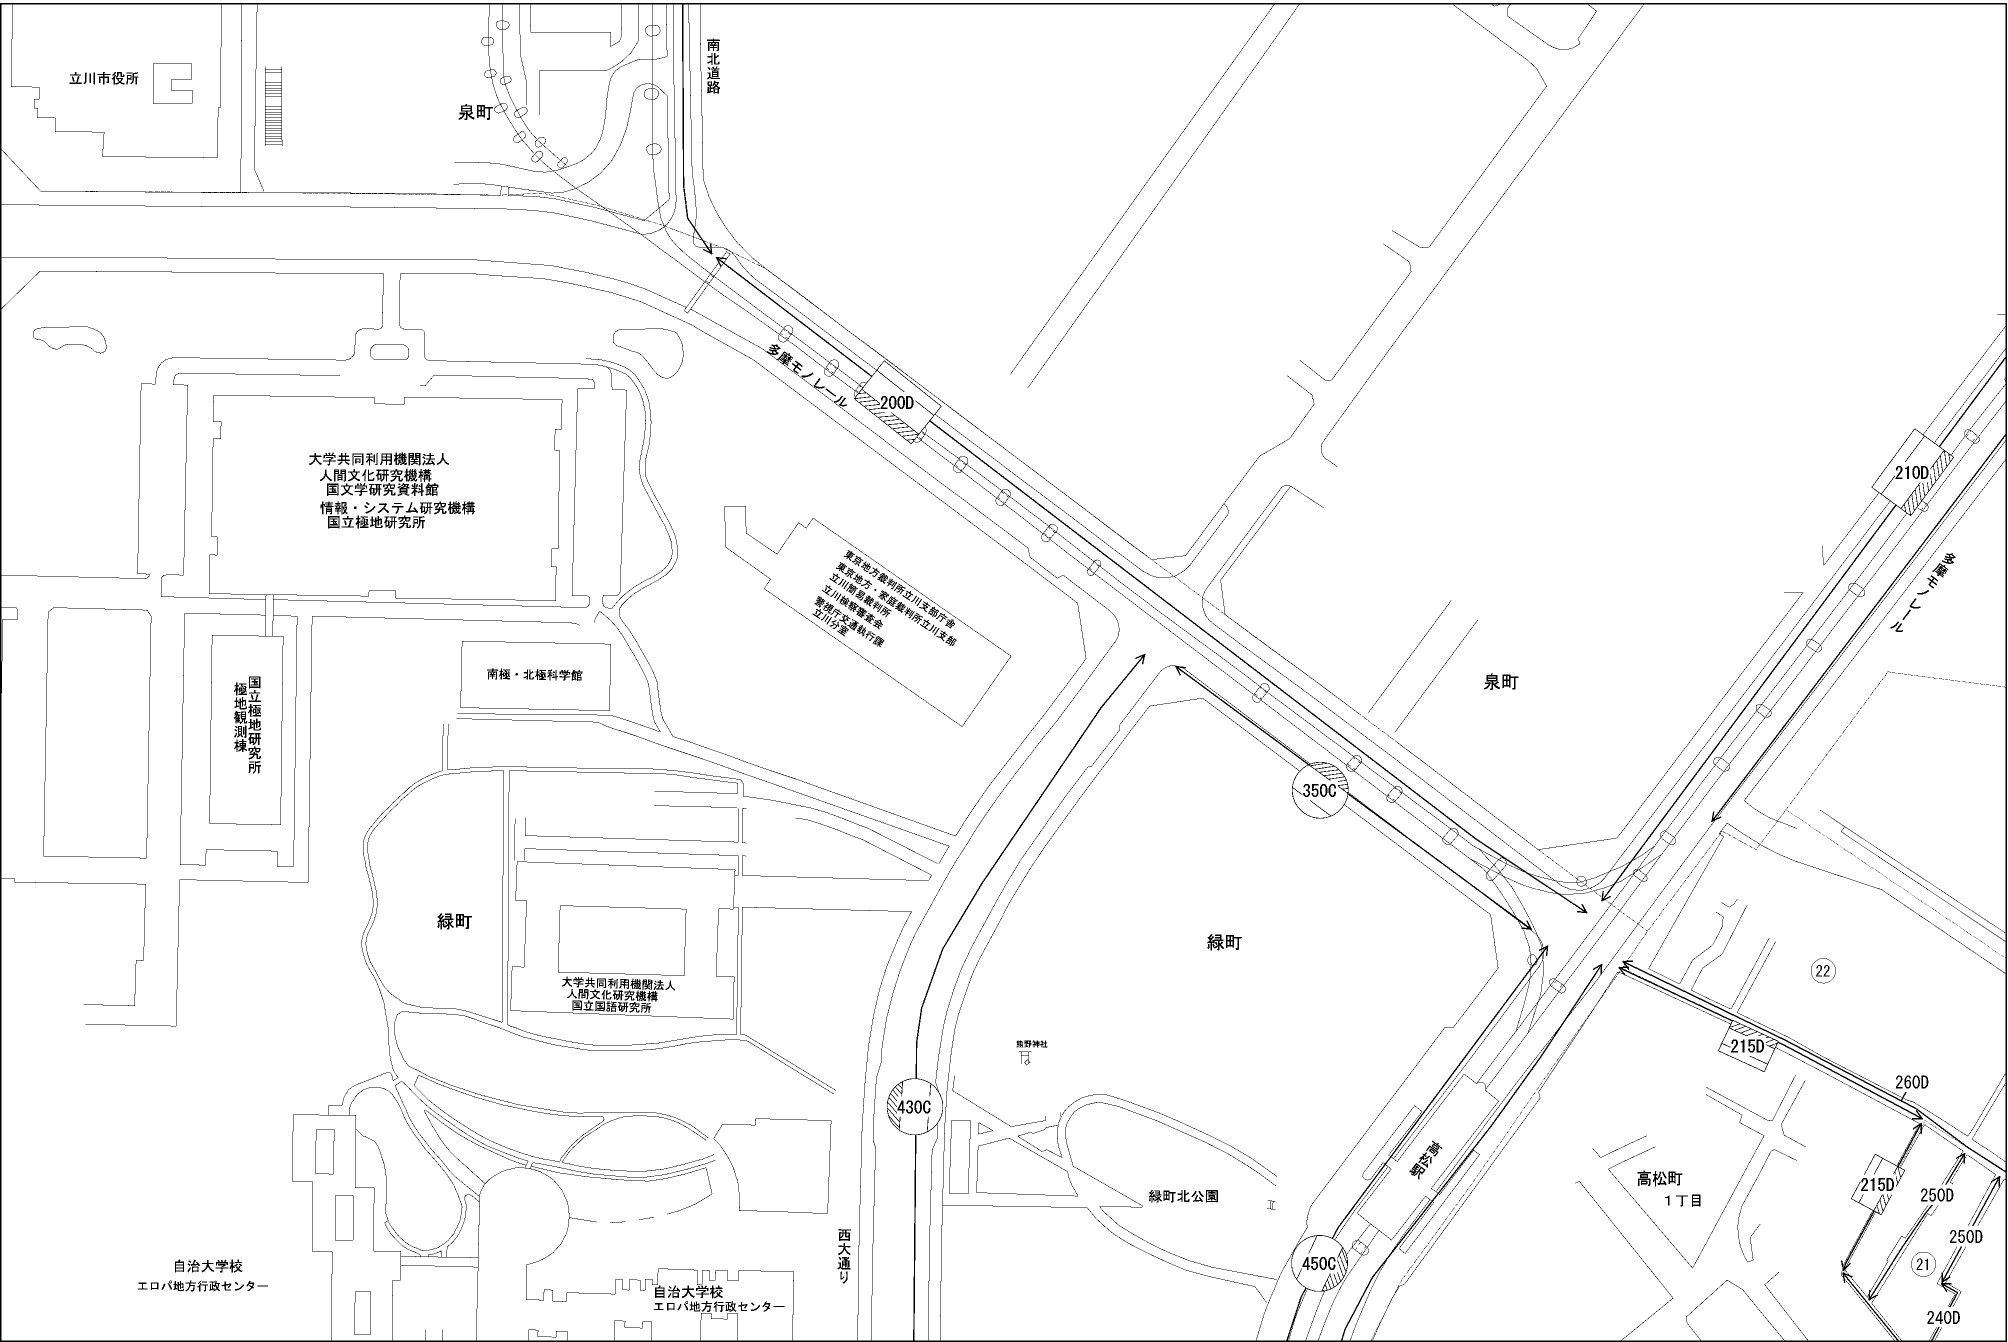 南北道路
立川市役所
泉町
多摩モノレール
200D
210D
大学共同利用機関法人
人間文化研究機構
国文学研究資料館
情報・システム研究機構
国立極地研究所
東京地方裁判所立川支部庁舎
東京地方・家庭裁判所立川支部
立川簡易裁判所
立川検察審査会
警視庁交通執行課
立川分室
多摩モノレール
南極・北極科学館
国立極地研究所
極地観測棟
泉町
350C
緑町
緑町
22
大学共同利用機関法人
人間文化研究機構
国立国語研究所
熊野神社
215D
260D
430C
高松駅
高松町
1丁目
215D
250D
緑町北公園
250D
西大通り
450C
21
自治大学校
エロパ地方行政センター
自治大学校
エロパ地方行政センター
240D